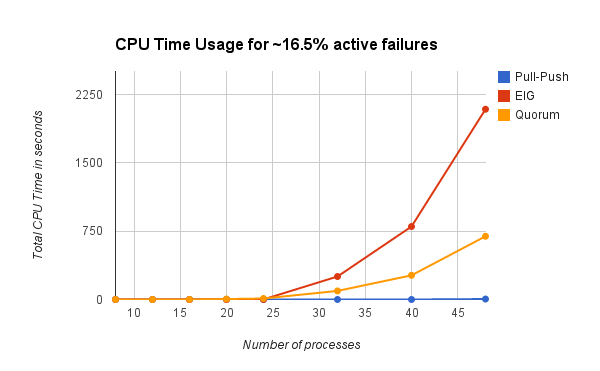 CPU Time Usage for ~16.5% active failures
Pull-Push
EIG
Quorum
Total CPU Time in seconds
2250
1500
750
0
10 15 20 25 30 35 40 45
Number of processes